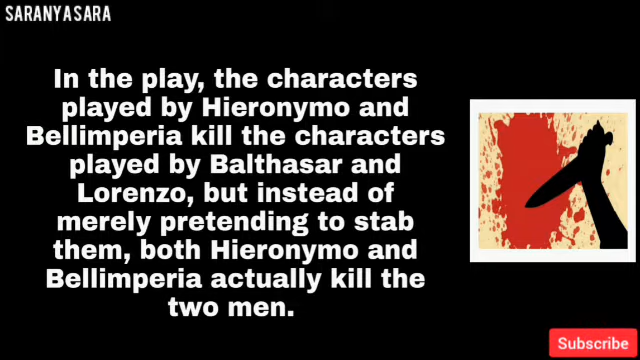 SARANYASARA
In the play, the characters
played by Hieronymo and
Bellimperia kill the characters
played by Balthasar and
Lorenzo, but instead of
merely pretending to stab
them, both Hieronymo and
Bellimperia actually kill the
two men.
Subscribe